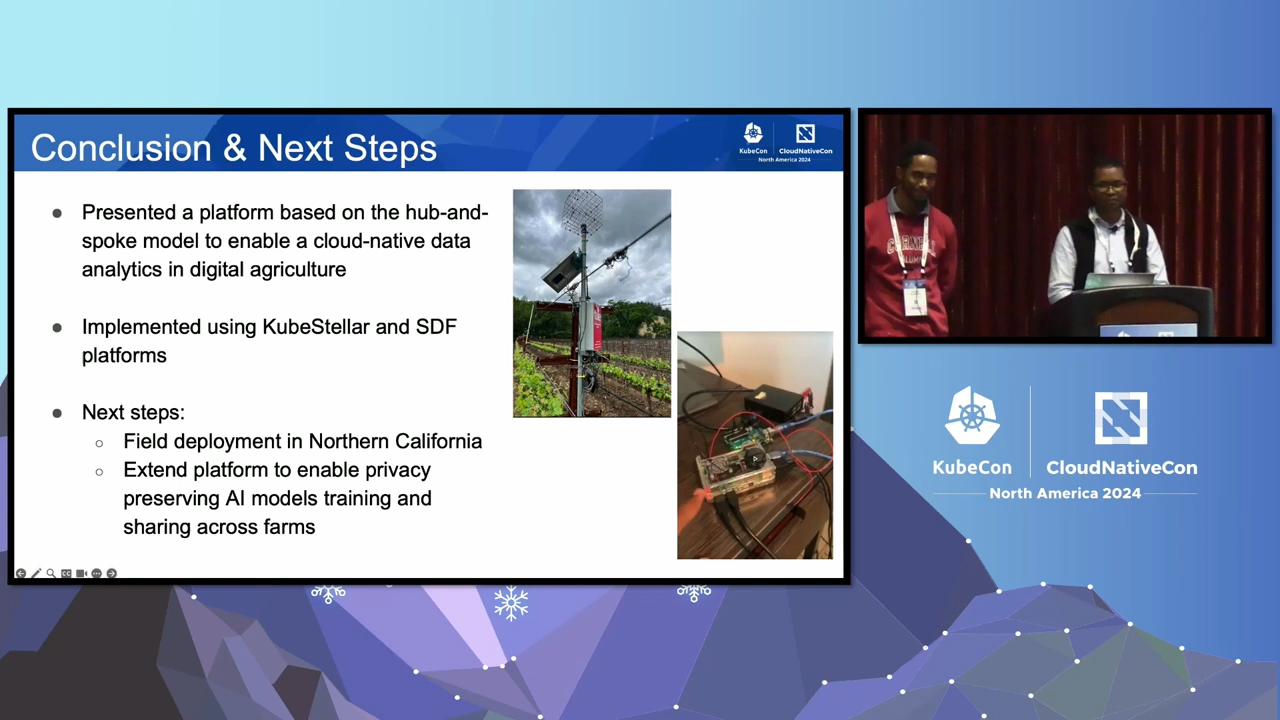 Conclusion & Next Steps
KubeCon
CloudNativeCon
North America 2024
● Presented a platform based on the hub-and-
spoke model to enable a cloud-native data
analytics in digital agriculture
● Implemented using KubeStellar and SDF
platforms
● Next steps:
○ Field deployment in Northern California
○ Extend platform to enable privacy
preserving AI models training and
sharing across farms
CORNELL
ALUMNI
KubeCon
CloudNativeCon
North America 2024